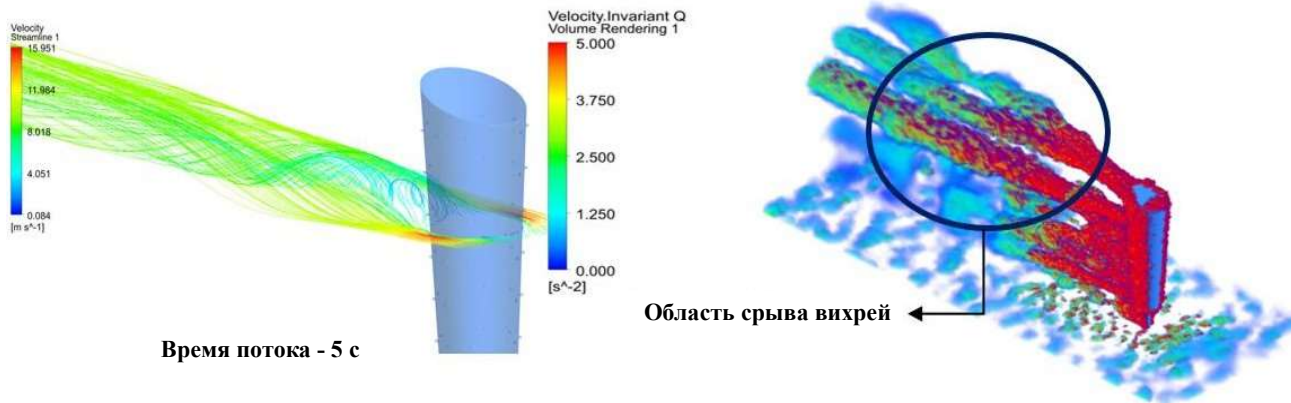 Velocity
Streamline 1
15.951
11.984
8.018
4.051
0.084
[m s^-1]
Velocity.Invariant Q
Volume Rendering 1
5.000
3.750
2.500
1.250
0.000
[s^-2]
Время потока - 5 с
Область срыва вихрей